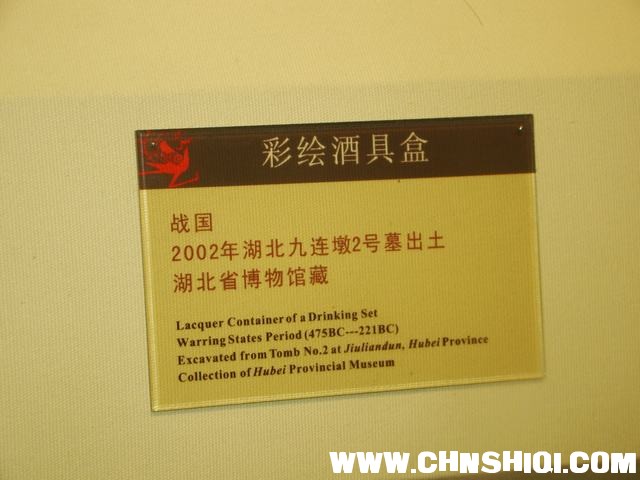 彩绘酒具盒
战国
2002年湖北九连墩2号墓出土
湖北省博物馆藏
Lacquer Container of a Drinking Set
Warring States Period (475BC---221BC)
Excavated from Tomb No.2 at Jiuliandun, Hubei Province
Collection of Hubei Provincial Museum
WWW.CHNSHIQI.COM